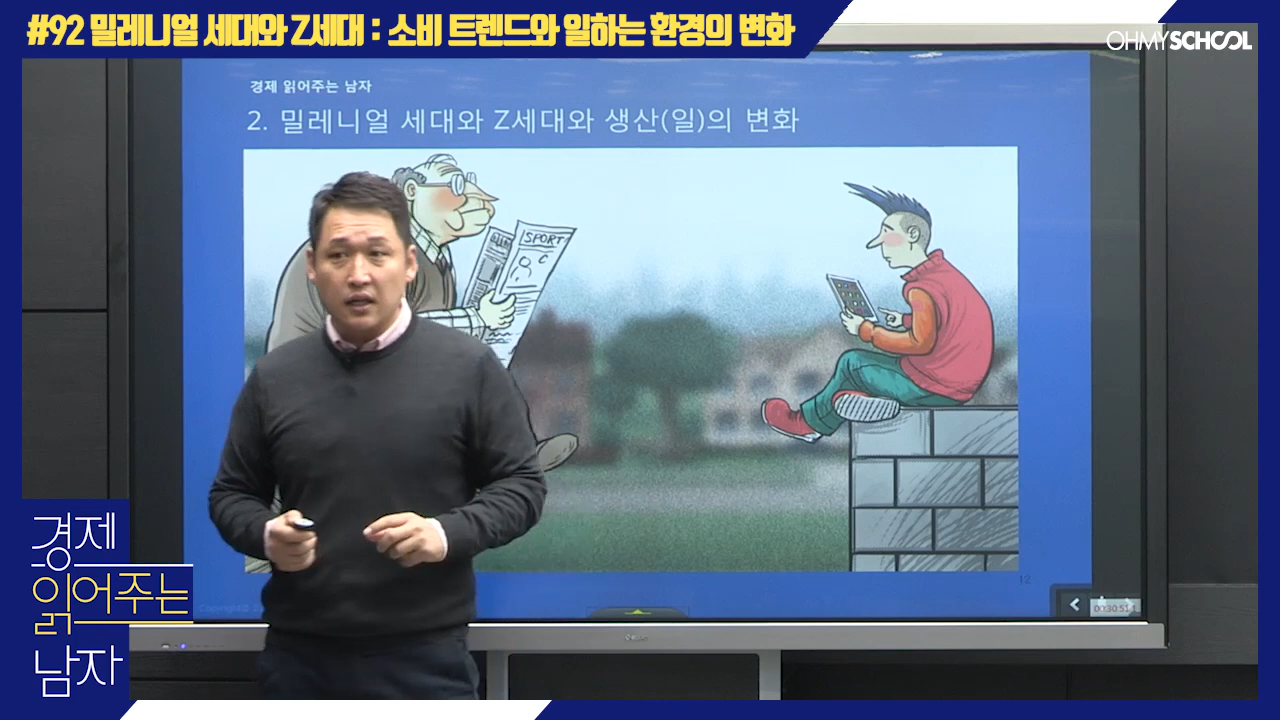 #92 밀레니얼 세대와 Z세대 : 소비 트렌드와 일하는 환경의 변화
OHMYSCHOOL
경제 읽어주는 남자
2. 밀레니얼 세대와 Z세대와 생산(일)의 변화
SPORT
12
경제
읽어주는
남자